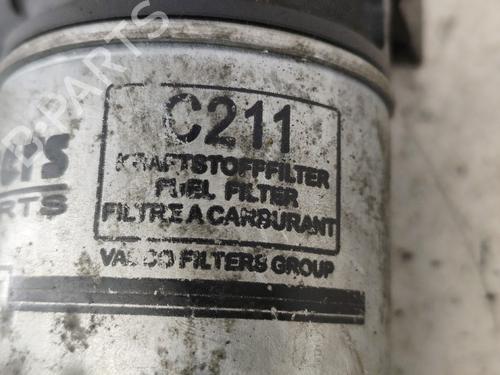 C211
KRAFTSTOFFFILTER
FUEL FILTER
FILTRE A CARBURANT
VALCO FILTERS GROUP